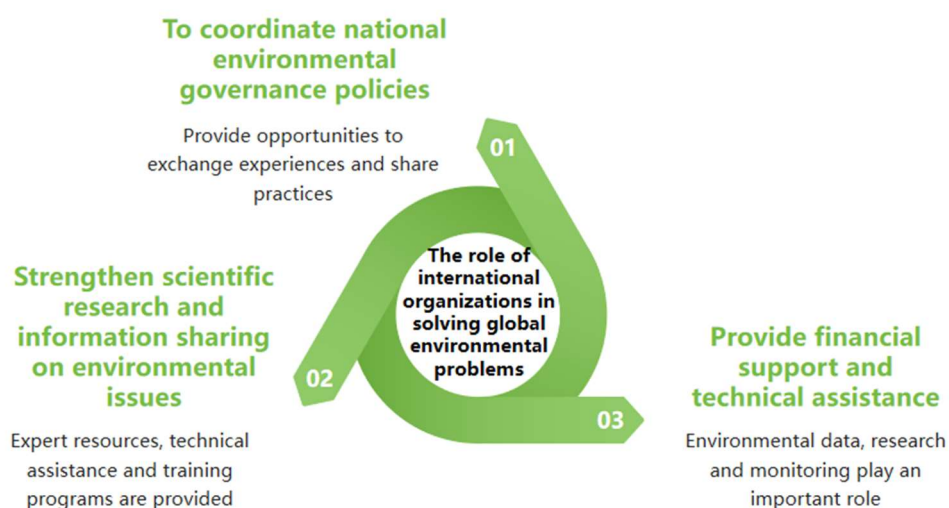 To coordinate national
environmental
governance policies
Provide opportunities to
exchange experiences and share
practices
01
The role of
international
organizations in
solving global
environmental
problems
Strengthen scientific
research and
information sharing
on environmental
issues
02
Expert resources, technical
assistance and training
programs are provided
Provide financial
support and
technical assistance
03
Environmental data, research
and monitoring play an
important role